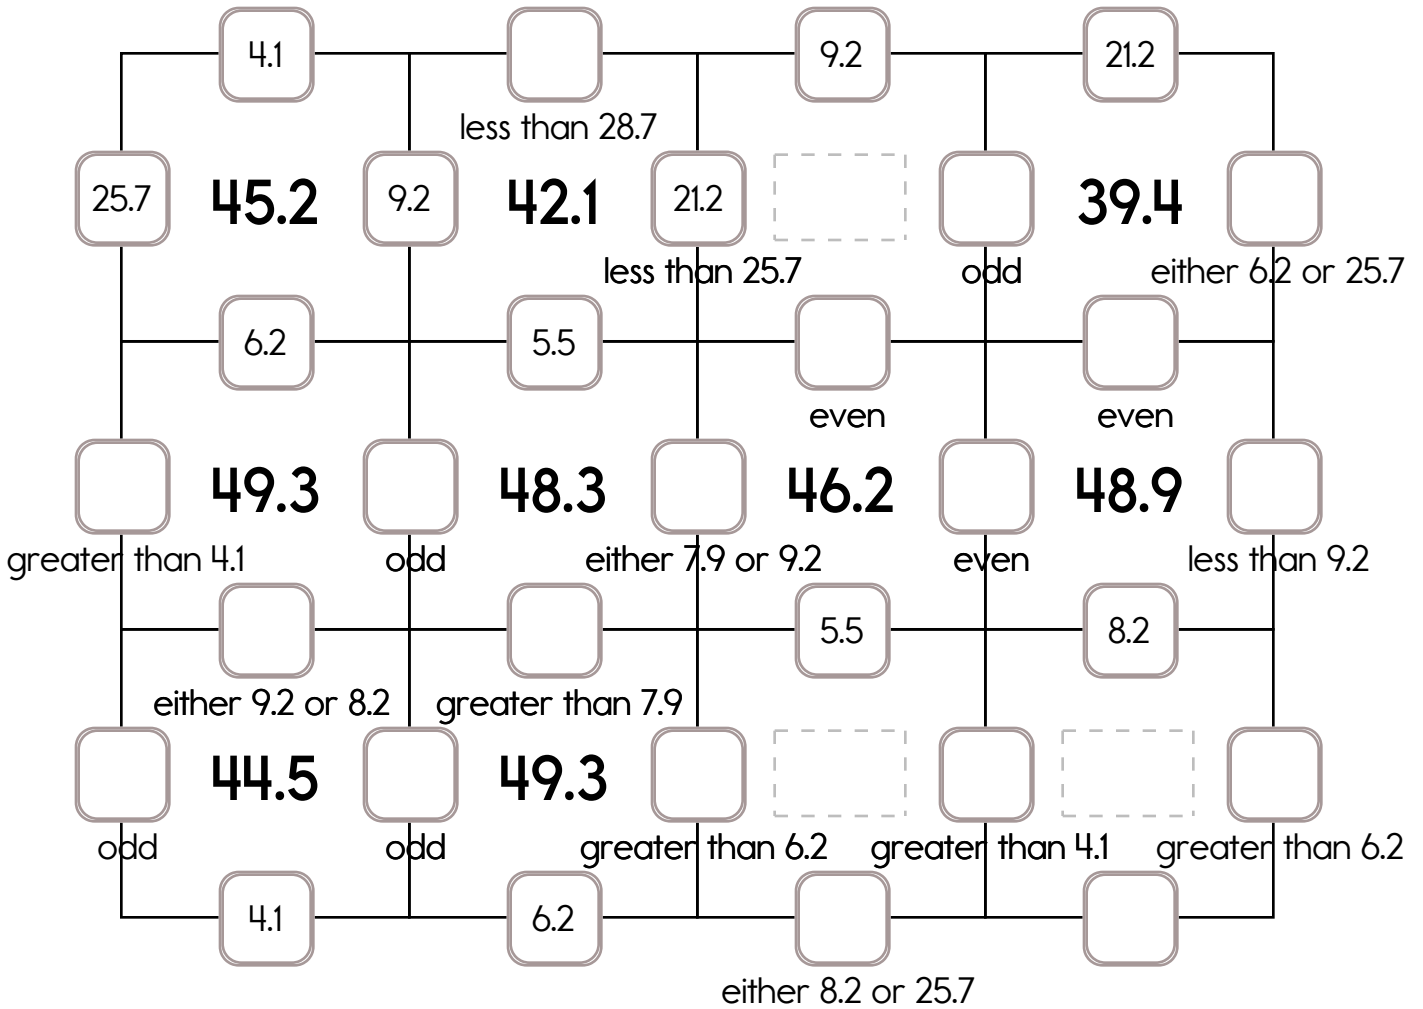 4.1 9.2 21.2
less than 28.7
25.7 45.2 9.2 42.1 21.2 39.4
less than 25.7 odd either 6.2 or 25.7
6.2 5.5
even even
49.3 48.3 46.2 48.9
greater than 4.1 odd either 7.9 or 9.2 even less than 9.2
5.5 8.2
either 9.2 or 8.2 greater than 7.9
44.5 49.3
odd odd greater than 6.2 greater than 4.1 greater than 6.2
4.1 6.2
either 8.2 or 25.7